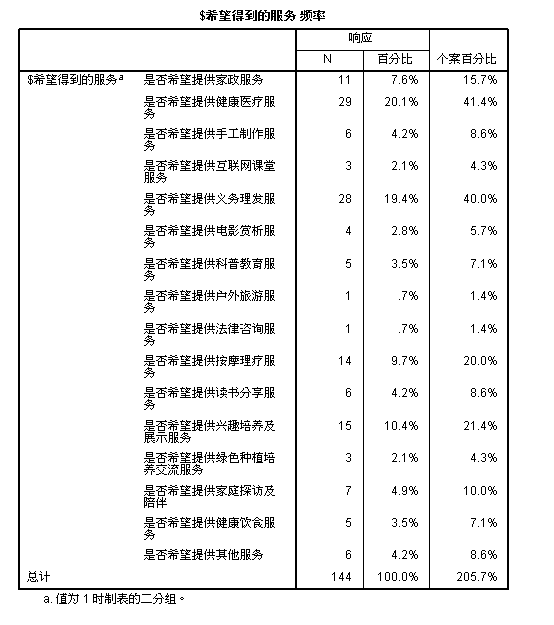 $希望得到的服务 频率
响应
N 百分比 个案百分比
$希望得到的服务a 是否希望提供家政服务 11 7.6% 15.7%
是否希望提供健康医疗服
务 29 20.1% 41.4%
是否希望提供手工制作服
务 6 4.2% 8.6%
是否希望提供互联网课堂
服务 3 2.1% 4.3%
是否希望提供义务理发服
务 28 19.4% 40.0%
是否希望提供电影赏析服
务 4 2.8% 5.7%
是否希望提供科普教育服
务 5 3.5% 7.1%
是否希望提供户外旅游服
务 1 .7% 1.4%
是否希望提供法律咨询服
务 1 .7% 1.4%
是否希望提供按摩理疗服
务 14 9.7% 20.0%
是否希望提供读书分享服
务 6 4.2% 8.6%
是否希望提供兴趣培养及
展示服务 15 10.4% 21.4%
是否希望提供绿色种植培
养交流服务 3 2.1% 4.3%
是否希望提供家庭探访及
陪伴 7 4.9% 10.0%
是否希望提供健康饮食服
务 5 3.5% 7.1%
是否希望提供其他服务 6 4.2% 8.6%
总计 144 100.0% 205.7%
a. 值为 1 时制表的二分组。